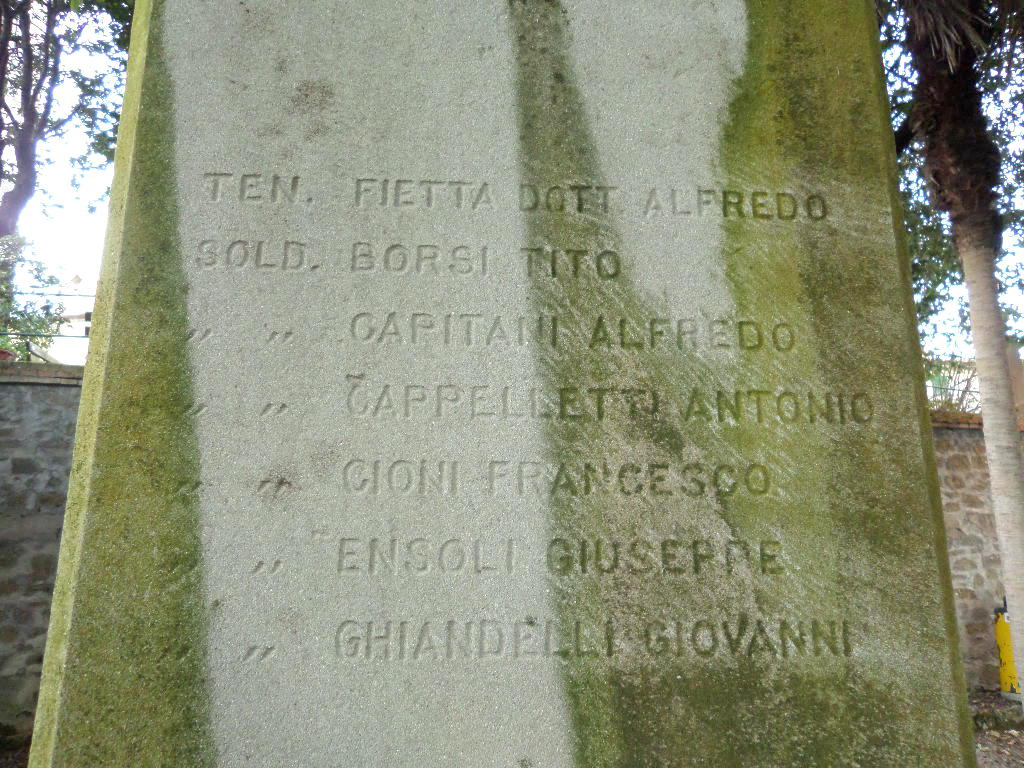 TEN. FIETTA DOTT. ALFREDO
SOLD. BORSI TITO
„ „ CAPITANI ALFREDO
„ „ CAPPELLETTI ANTONIO
„ „ CIONI FRANCESCO
„ „ ENSOLI GIUSEPPE
„ „ GHIANDELLI GIOVANNI